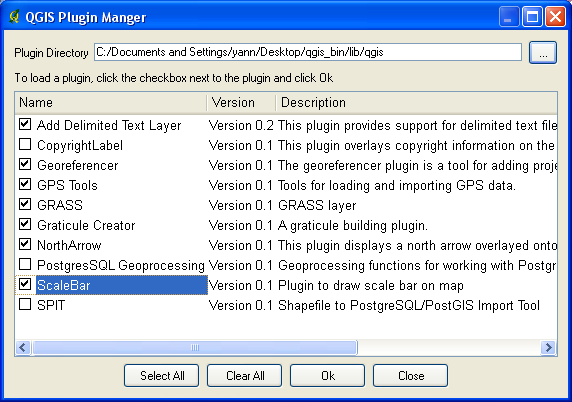 QGIS Plugin Manger
Plugin Directory C:/Documents and Settings/yann/Desktop/qgis_bin/lib/qgis ...
To load a plugin, click the checkbox next to the plugin and click Ok
Name Version Description
Add Delimited Text Layer Version 0.2 This plugin provides support for delimited text file
CopyrightLabel Version 0.1 This plugin overlays copyright information on the
Georeferencer Version 0.1 The georeferencer plugin is a tool for adding proje
GPS Tools Version 0.1 Tools for loading and importing GPS data.
GRASS Version 0.1 GRASS layer
Graticule Creator Version 0.1 A graticule building plugin.
NorthArrow Version 0.1 This plugin displays a north arrow overlayed onto
PostgresSQL Geoprocessing Version 0.1 Geoprocessing functions for working with Postgr
ScaleBar Version 0.1 Plugin to draw scale bar on map
SPIT Version 0.1 Shapefile to PostgreSQL/PostGIS Import Tool
Select All Clear All Ok Close